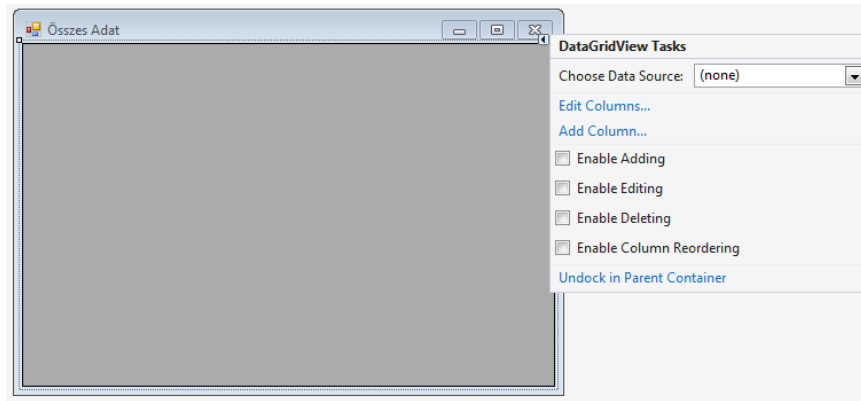 Összes Adat
DataGridView Tasks
Choose Data Source: (none)
Edit Columns...
Add Column...
Enable Adding
Enable Editing
Enable Deleting
Enable Column Reordering
Undock in Parent Container